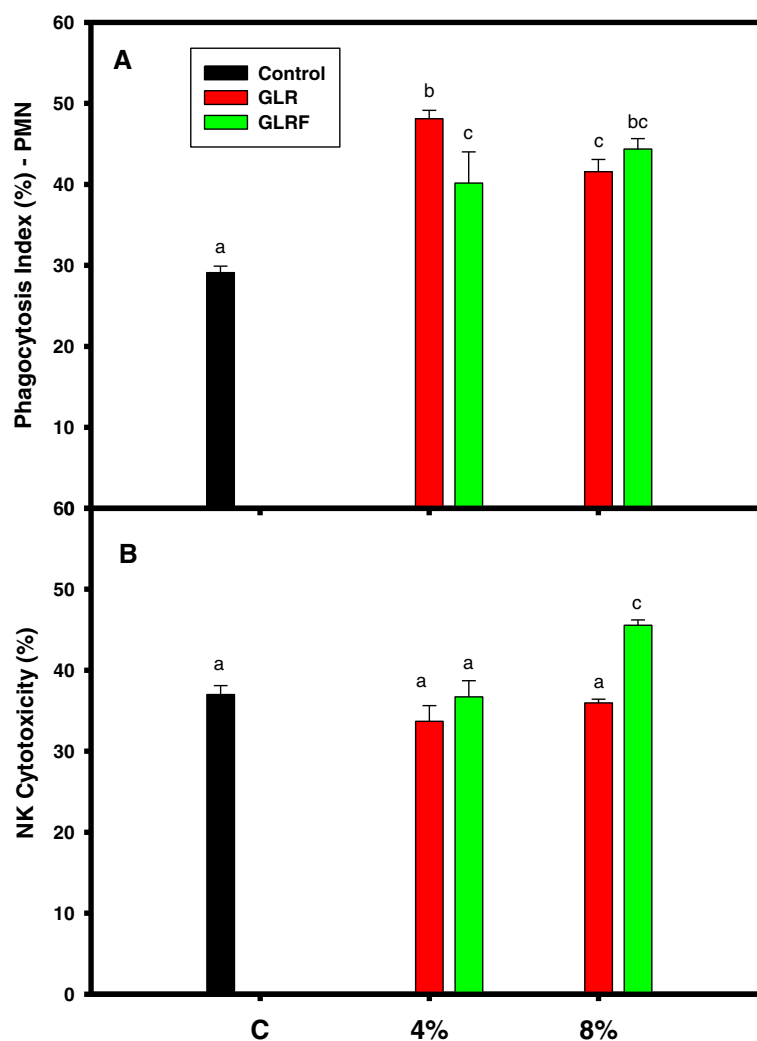 60
A
Control
GLR
GLRF
50
40
30
20
10
Phagocytosis Index (%) - PMN
a
b
c
c
bc
60
B
50
40
30
20
10
0
NK Cytotoxicity (%)
a
a
a
a
c
C
4%
8%